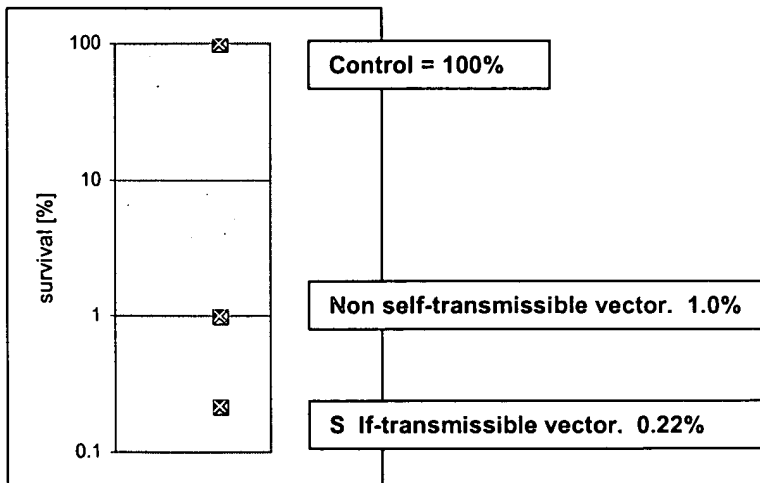 100
Control = 100%
10
survival [%]
1
Non self-transmissible vector. 1.0%
S lf-transmissible vector. 0.22%
0.1